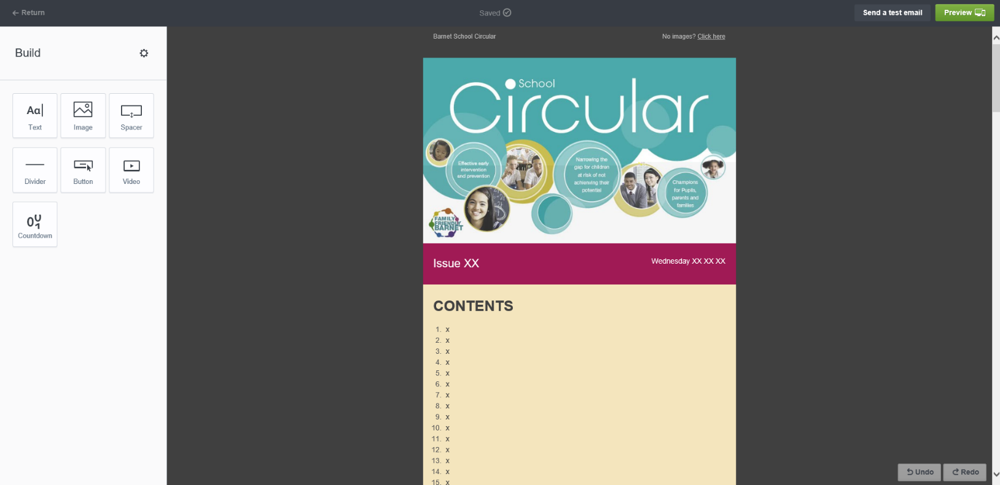 Return
Saved
Send a test email
Preview
Build
Aa
Text
Image
Spacer
Divider
Button
Video
Countdown
Barnet School Circular
No images? Click here
School
Circular
Effective early
intervention
and prevention
Narrowing the
gap for children
at risk of not
achienving their
potential
Champions
for Pupils,
parents and
families
FAMILY
FRIENDLY
BARNET
Issue XX
Wednesday XX XX XX
CONTENTS
1. x
2. x
3. x
4. x
5. x
6. x
7. x
8. x
9. x
10. x
11. x
12. x
13. x
14. x
15. x
Undo
Redo